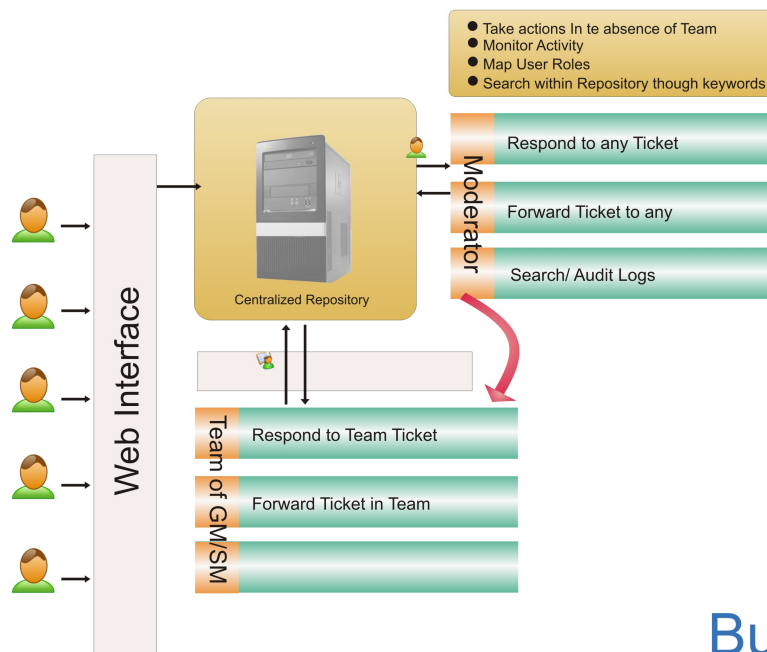 Take actions In te absence of Team
Monitor Activity
Map User Roles
Search within Repository though keywords
Respond to any Ticket
Forward Ticket to any
Search/ Audit Logs
Moderator
Centralized Repository
Web Interface
Respond to Team Ticket
Forward Ticket in Team
Team of GM/SM
Bu